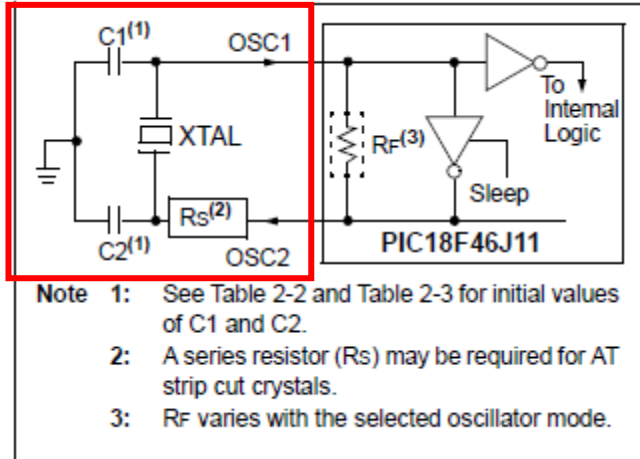 C1(1)
OSC1
To
Internal
Logic
XTAL
RF(3)
Sleep
RS(2)
C2(1)
OSC2
PIC18F46J11
Note 1: See Table 2-2 and Table 2-3 for initial values
of C1 and C2.
2: A series resistor (RS) may be required for AT
strip cut crystals.
3: RF varies with the selected oscillator mode.